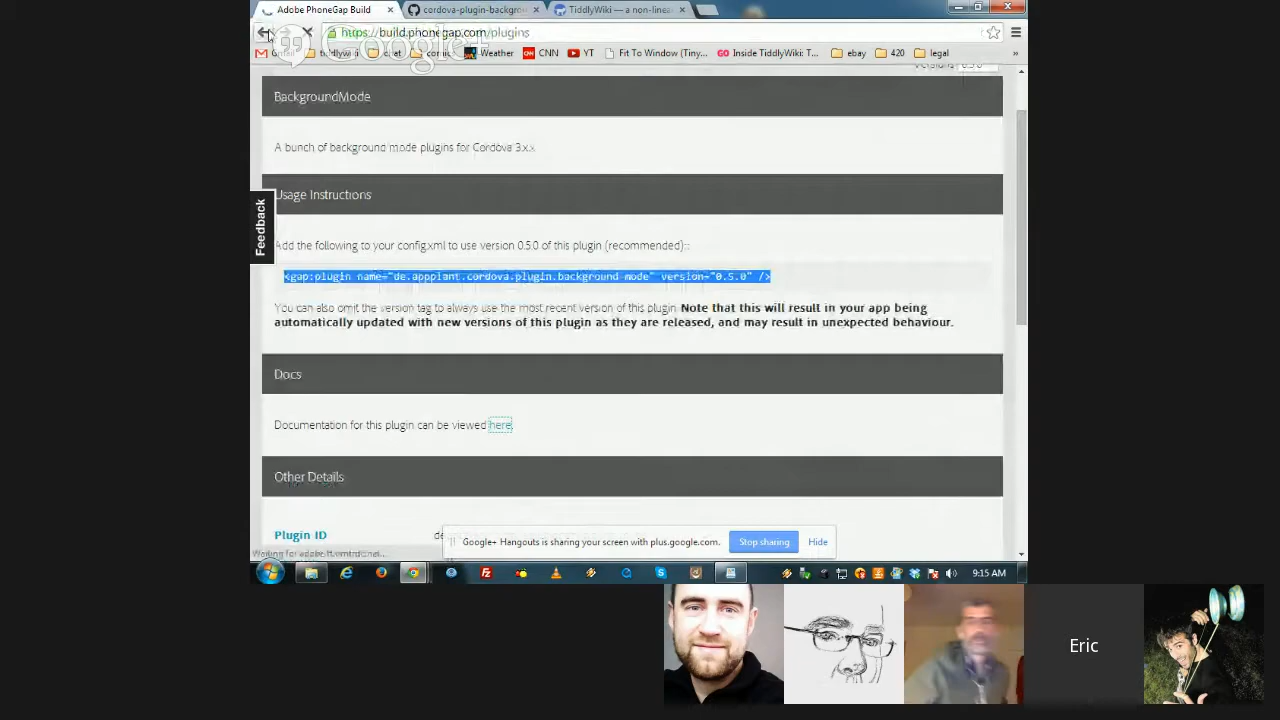 Adobe PhoneGap Build
cordova-plugin-backgrou
TiddlyWiki — a non-linea
https://build.phonegap.com/plugins
Google+
Gmail
tiddlywiki
chat
comics
Weather
CNN
YT
Fit To Window (Tiny...
Inside TiddlyWiki: T...
ebay
420
legal
»
BackgroundMode
A bunch of background mode plugins for Cordova 3.x.x
Usage Instructions
Feedback
Add the following to your config.xml to use version 0.5.0 of this plugin (recommended)::
<gap:plugin name="de.appplant.cordova.plugin.background-mode" version="0.5.0" />
You can also omit the version tag to always use the most recent version of this plugin. Note that this will result in your app being
automatically updated with new versions of this plugin as they are released, and may result in unexpected behaviour.
Docs
Documentation for this plugin can be viewed here.
Other Details
Plugin ID
de
Google+ Hangouts is sharing your screen with plus.google.com.
Stop sharing
Hide
9:15 AM
Eric